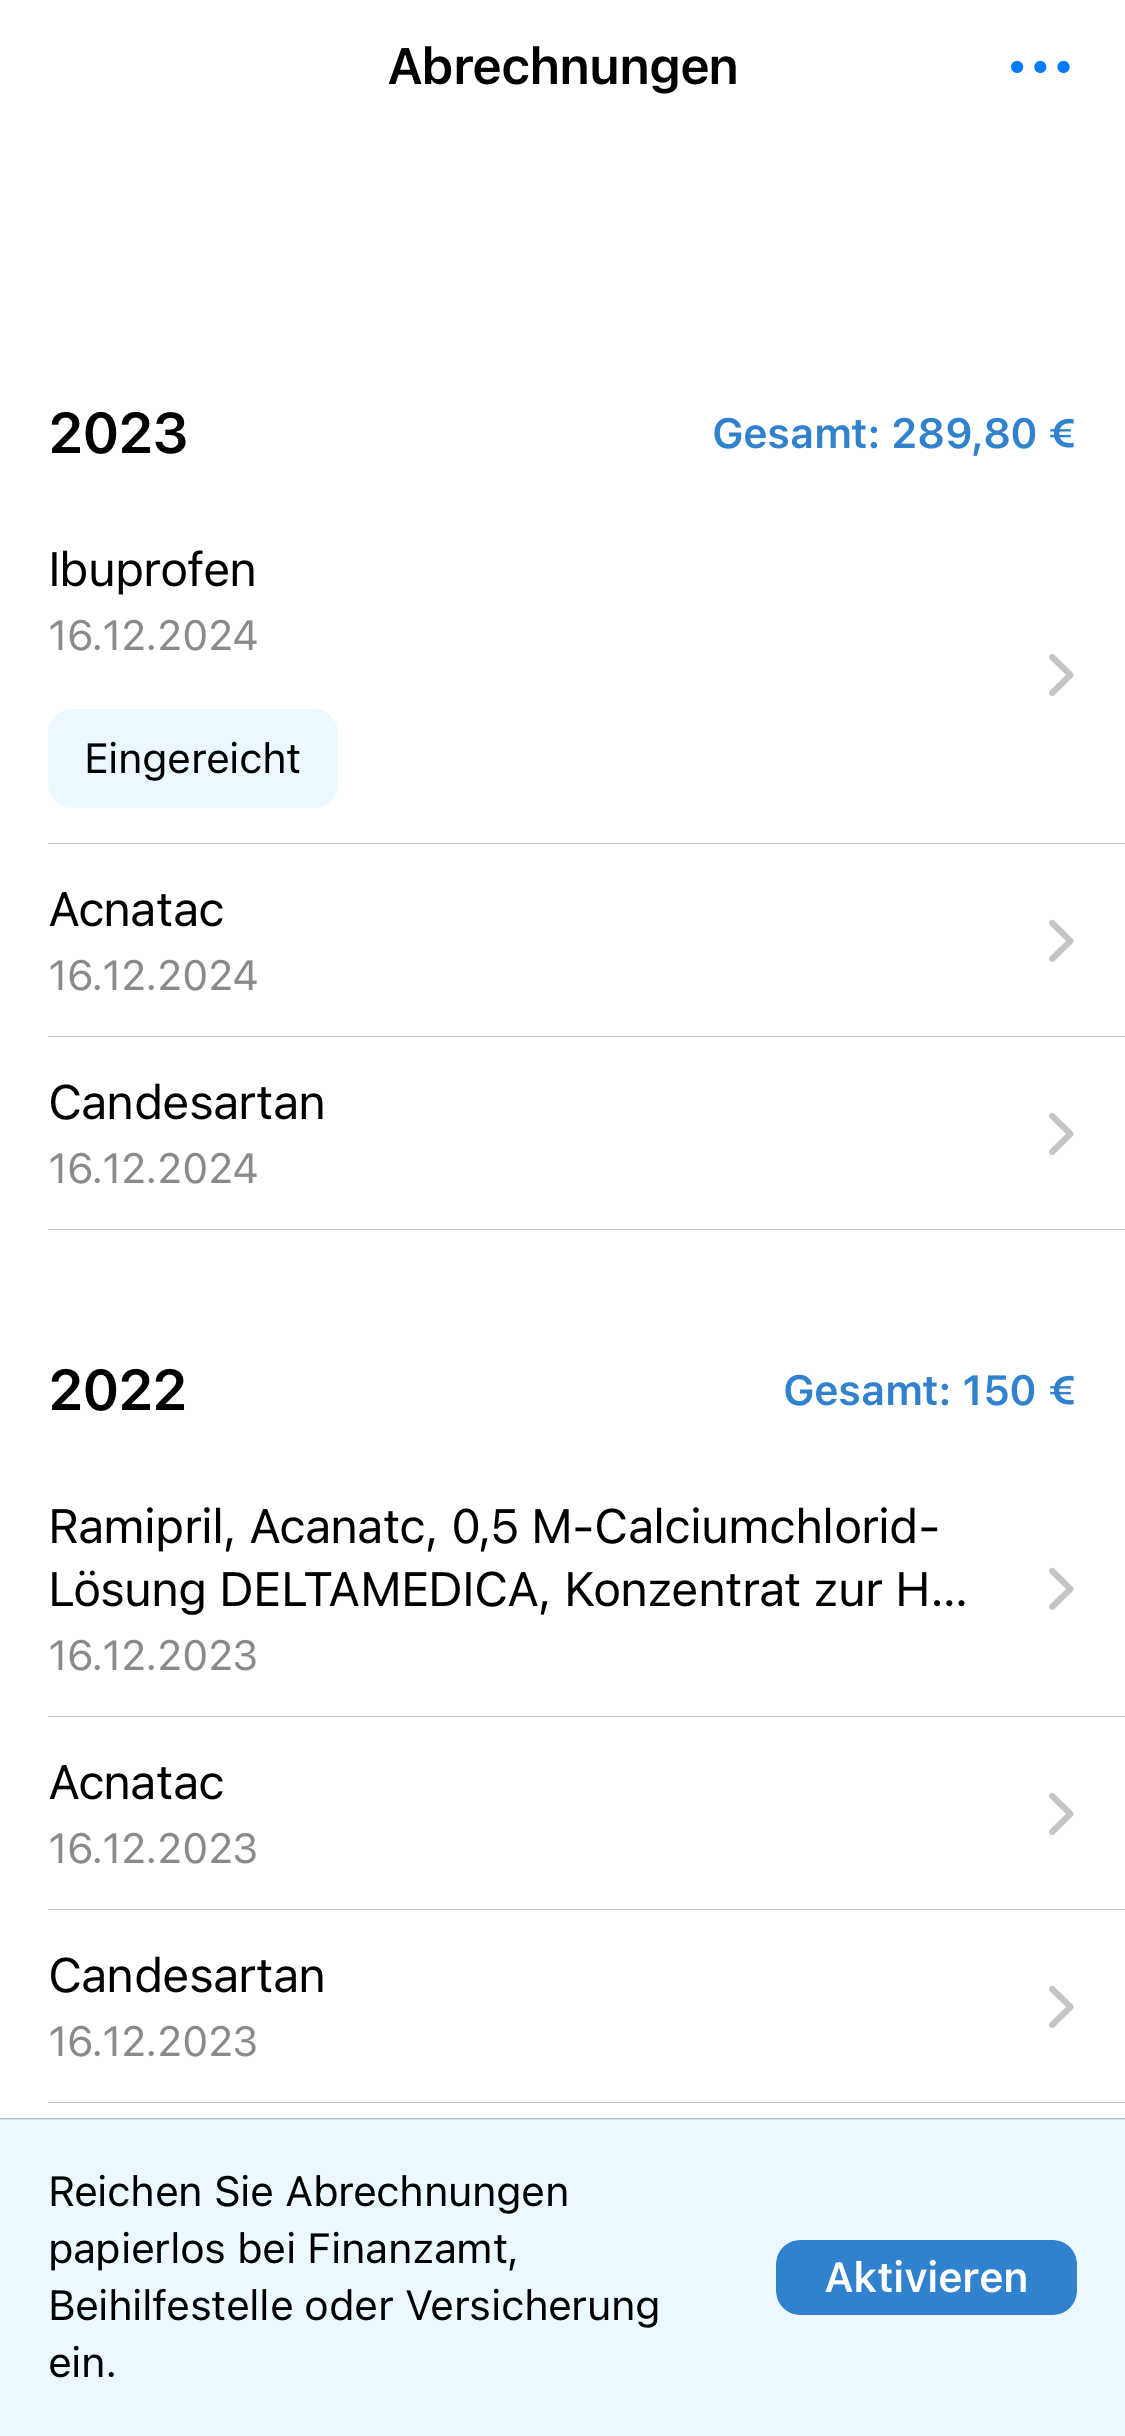 Abrechnungen
2023
Gesamt: 289,80 €
Ibuprofen
16.12.2024
Eingereicht
Acnatac
16.12.2024
Candesartan
16.12.2024
2022
Gesamt: 150 €
Ramipril, Acanatc, 0,5 M-Calciumchlorid-
Lösung DELTAMEDICA, Konzentrat zur H...
16.12.2023
Acnatac
16.12.2023
Candesartan
16.12.2023
Reichen Sie Abrechnungen
papierlos bei Finanzamt,
Beihilfestelle oder Versicherung
ein.
Aktivieren